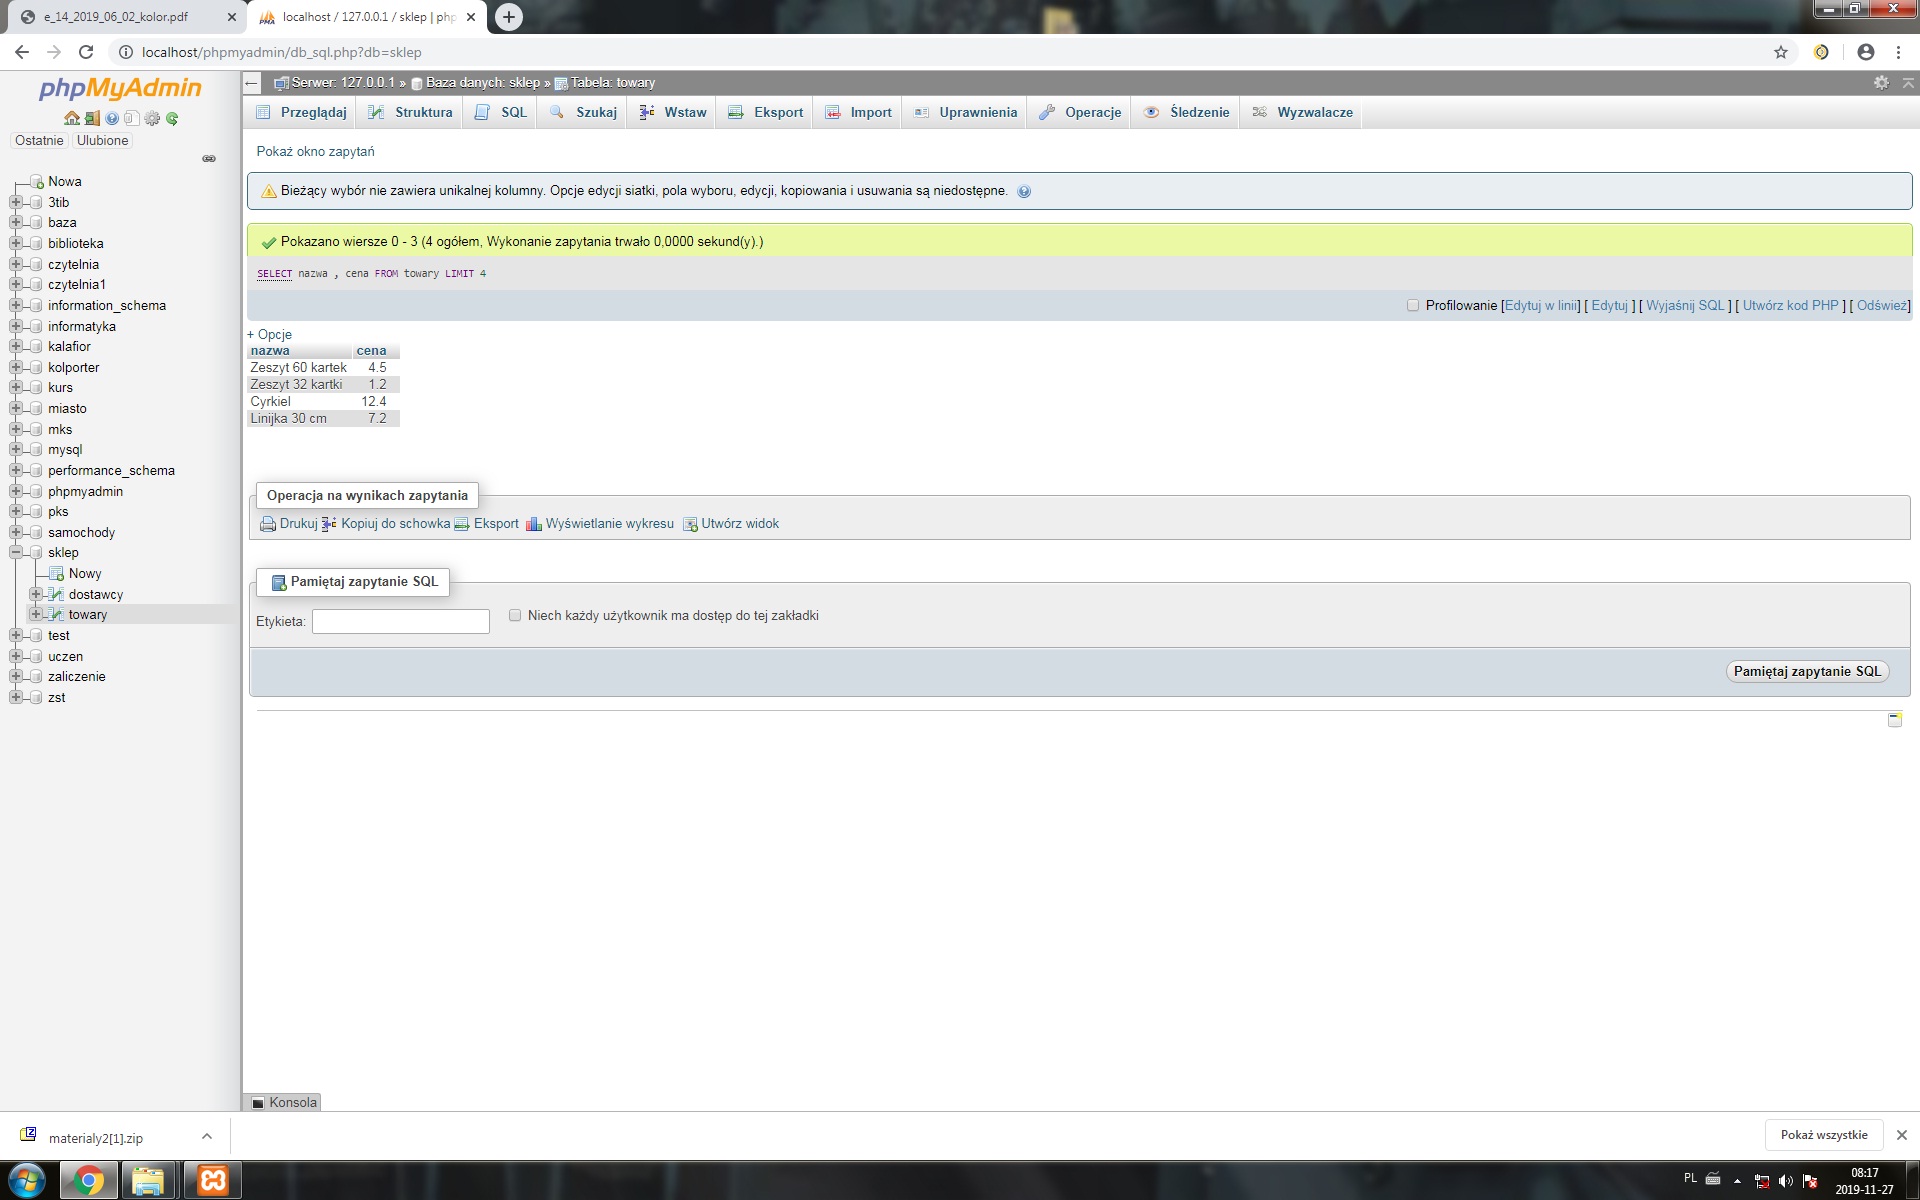 e_14_2019_06_02_kolor.pdf
localhost / 127.0.0.1 / sklep | php
localhost/phpmyadmin/db_sql.php?db=sklep
phpMyAdmin
Ostatnie Ulubione
Nowa
3tib
baza
biblioteka
czytelnia
czytelnia1
information_schema
informatyka
kalafior
kolporter
kurs
miasto
mks
mysql
performance_schema
phpmyadmin
pks
samochody
sklep
Nowy
dostawcy
towary
test
uczen
zaliczenie
zst
Serwer: 127.0.0.1 » Baza danych: sklep » Tabela: towary
Przeglądaj Struktura SQL Szukaj Wstaw Eksport Import Uprawnienia Operacje Śledzenie Wyzwalacze
Pokaż okno zapytań
Bieżący wybór nie zawiera unikalnej kolumny. Opcje edycji siatki, pola wyboru, edycji, kopiowania i usuwania są niedostępne.
Pokazano wiersze 0 - 3 (4 ogółem, Wykonanie zapytania trwało 0,0000 sekund(y).)
SELECT nazwa , cena FROM towary LIMIT 4
Profilowanie [Edytuj w linii] [ Edytuj ] [ Wyjaśnij SQL ] [ Utwórz kod PHP ] [ Odśwież]
+ Opcje
nazwa cena
Zeszyt 60 kartek 4.5
Zeszyt 32 kartki 1.2
Cyrkiel 12.4
Linijka 30 cm 7.2
Operacja na wynikach zapytania
Drukuj Kopiuj do schowka Eksport Wyświetlanie wykresu Utwórz widok
Pamiętaj zapytanie SQL
Etykieta: Niech każdy użytkownik ma dostęp do tej zakładki
Pamiętaj zapytanie SQL
Konsola
materialy2[1].zip
Pokaż wszystkie
PL
08:17
2019-11-27